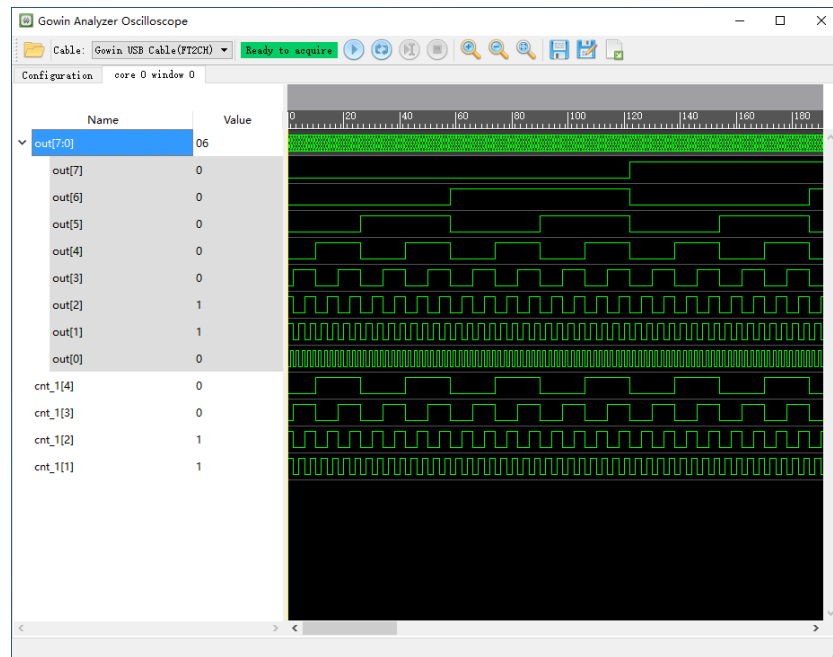 Gowin Analyzer Oscilloscope
Cable: Gowin USB Cable(FT2CH) Ready to acquire
Configuration core 0 window 0
Name Value
0 20 40 60 80 100 120 140 160 180
out[7:0] 06
out[7] 0
out[6] 0
out[5] 0
out[4] 0
out[3] 0
out[2] 1
out[1] 1
out[0] 0
cnt_1[4] 0
cnt_1[3] 0
cnt_1[2] 1
cnt_1[1] 1